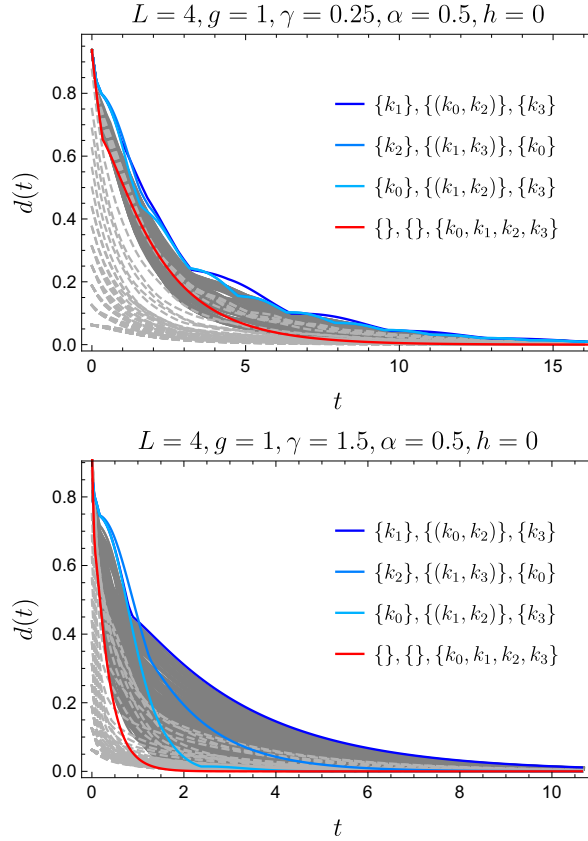 L = 4, g = 1, γ = 0.25, α = 0.5, h = 0
d(t)
0.8
0.6
0.4
0.2
0.0
{k₁}, {(k₀, k₂)}, {k₃}
{k₂}, {(k₁, k₃)}, {k₀}
{k₀}, {(k₁, k₂)}, {k₃}
{}, {}, {k₀, k₁, k₂, k₃}
0 5 10 15
t
L = 4, g = 1, γ = 1.5, α = 0.5, h = 0
d(t)
0.8
0.6
0.4
0.2
0.0
{k₁}, {(k₀, k₂)}, {k₃}
{k₂}, {(k₁, k₃)}, {k₀}
{k₀}, {(k₁, k₂)}, {k₃}
{}, {}, {k₀, k₁, k₂, k₃}
0 2 4 6 8 10
t